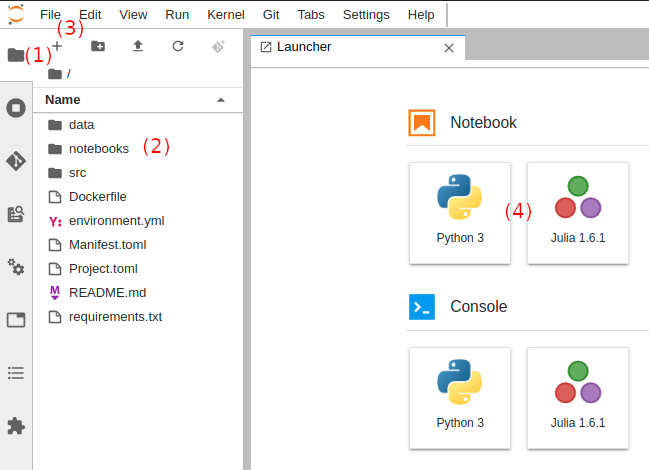 File Edit View Run Kernel Git Tabs Settings Help
(3)
(1)
Launcher
/
Name
data
notebooks (2)
src
Dockerfile
Y: environment.yml
Manifest.toml
Project.toml
M README.md
requirements.txt
Notebook
Python 3
(4)
Julia 1.6.1
Console
Python 3
Julia 1.6.1